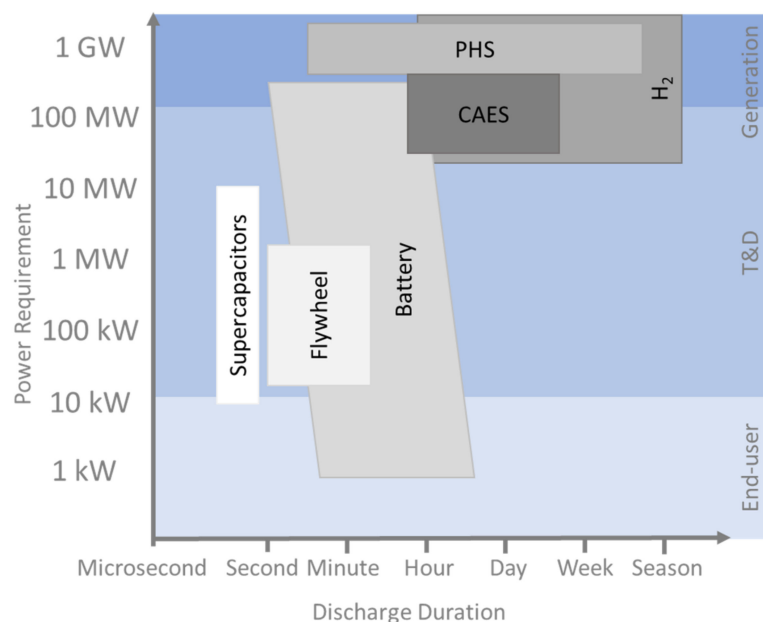 1 GW
100 MW
10 MW
1 MW
100 kW
10 kW
1 kW
Power Requirement
PHS
CAES
H₂
Supercapacitors
Flywheel
Battery
Generation
T&D
End-user
Microsecond Second Minute Hour Day Week Season
Discharge Duration